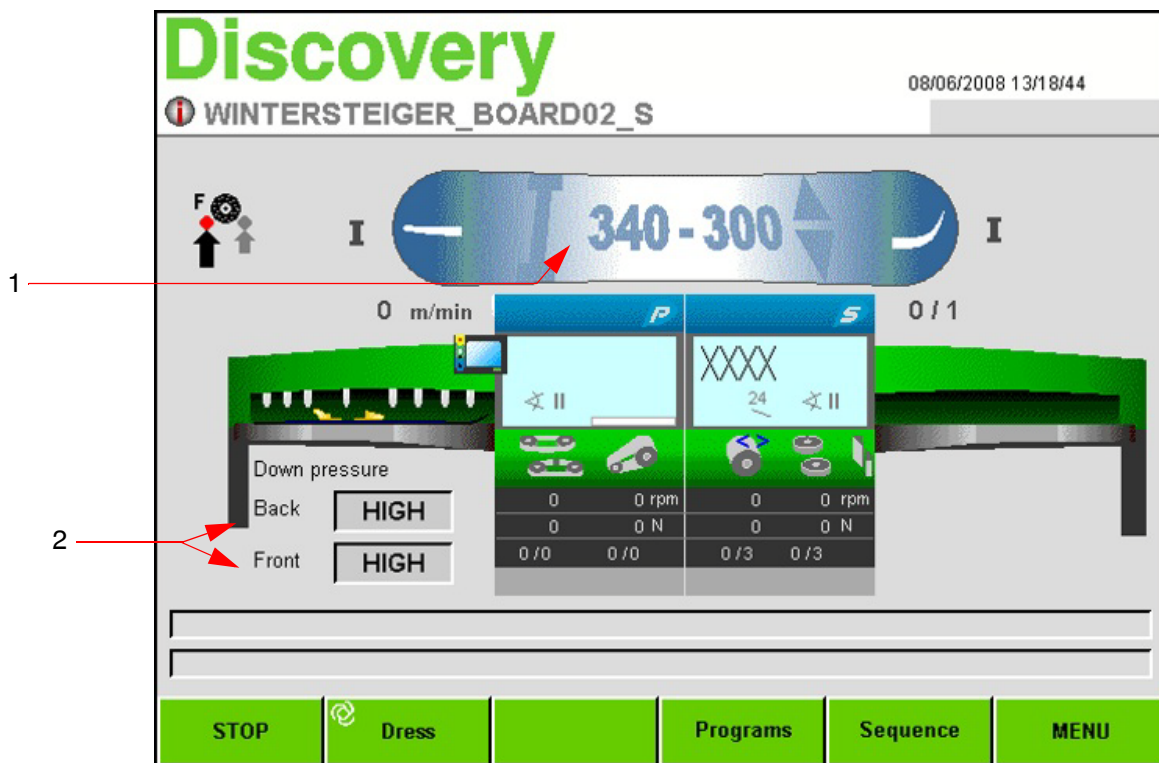 Discovery
08/06/2008 13/18/44
WINTERSTEIGER_BOARD02_S
F
I 340 - 300 I
1
0 m/min
0 / 1
P
S
XXXX
II
24
II
Down pressure
Back HIGH
Front HIGH
2
0 0 rpm 0 0 rpm
0 0 N 0 0 N
0/0 0/0 0/3 0/3
STOP Dress Programs Sequence MENU